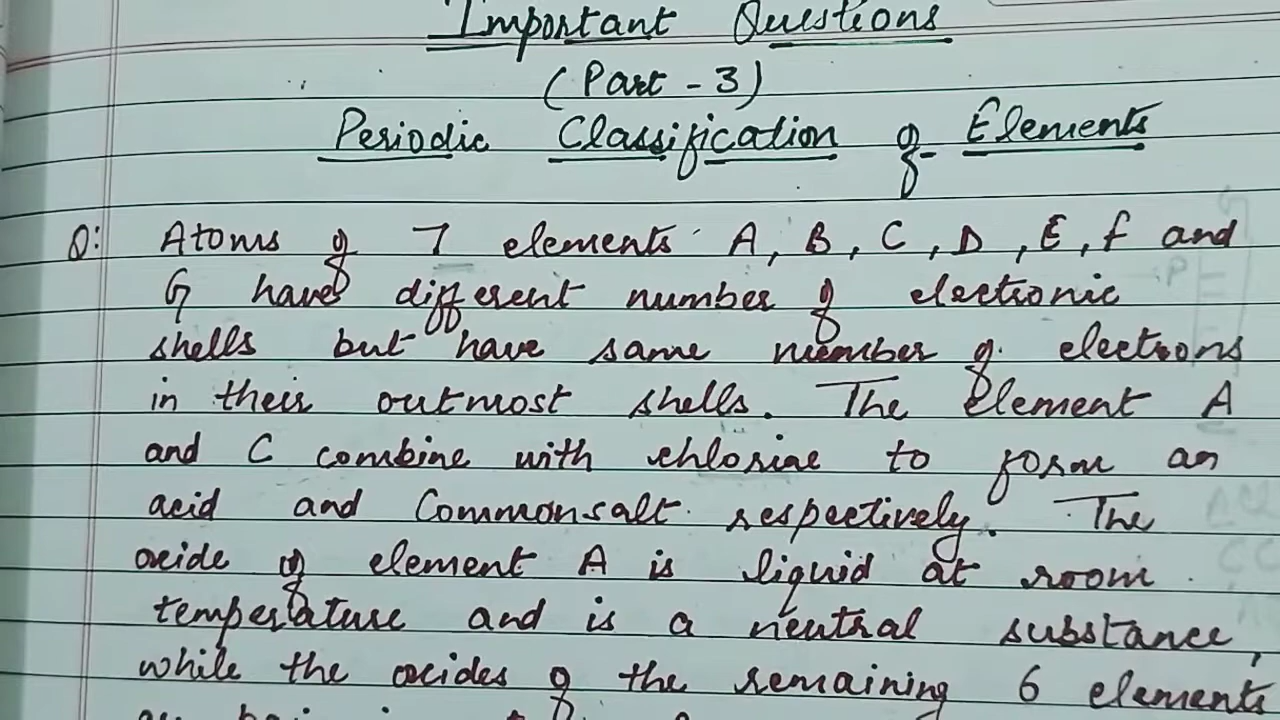 Important Questions
(Part - 3)
Periodic Classification of Elements
Q: Atoms of 7 elements A, B, C, D, E, F and
G have different number of electronic
shells but have same number of electrons
in their outmost shells. The element A
and C combine with chlorine to form an
acid and Common salt respectively. The
oxide of element A is liquid at room
temperature and is a neutral substance,
while the oxides of the remaining 6 elements